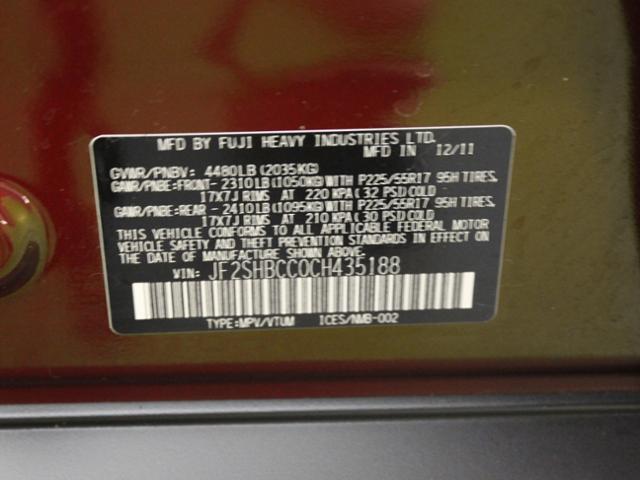 MFD BY FUJI HEAVY INDUSTRIES LTD.
MFD IN 12/11
GVWR/PNBV: 4480LB(2035KG)
GAWR/PNBE:FRONT- 2310LB(1050KG)WITH P225/55R17 95H TIRES,
17X7J RIMS AT 220 KPA(32 PSI)COLD
GAWR/PNBE:REAR - 2410LB(1095KG)WITH P225/55R17 95H TIRES,
17X7J RIMS AT 210 KPA(30 PSI)COLD
THIS VEHICLE CONFORMS TO ALL APPLICABLE FEDERAL MOTOR
VEHICLE SAFETY AND THEFT PREVENTION STANDARDS IN EFFECT ON
THE DATE OF MANUFACTURE SHOWN ABOVE.
VIN: JF2SHBCC0CH435188
TYPE:MPV/VTUM ICES/NMB-002